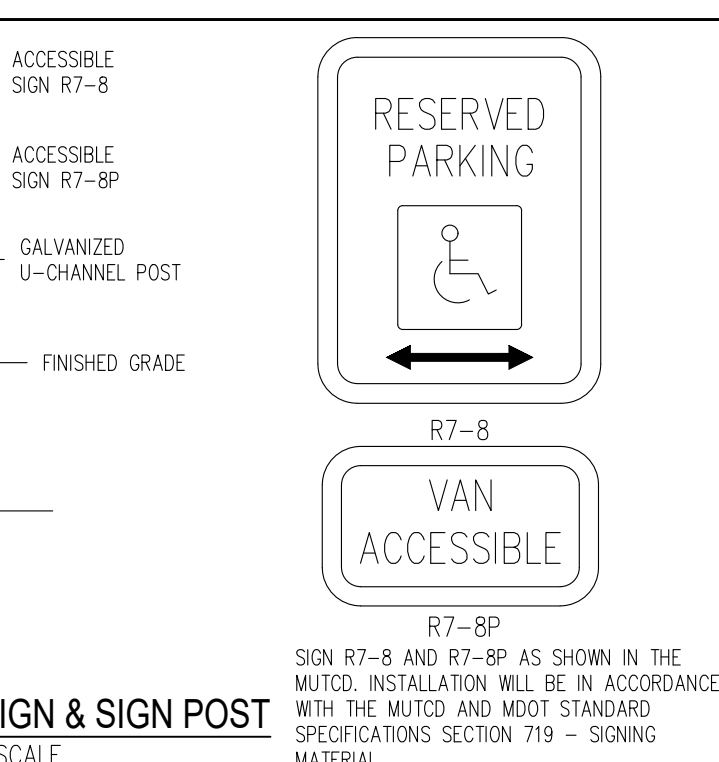 ACCESSIBLE
SIGN R7-8
ACCESSIBLE
SIGN R7-8P
GALVANIZED
U-CHANNEL POST
FINISHED GRADE
RESERVED
PARKING
R7-8
VAN
ACCESSIBLE
R7-8P
SIGN R7-8 AND R7-8P AS SHOWN IN THE
MUTCD. INSTALLATION WILL BE IN ACCORDANCE
WITH THE MUTCD AND MDOT STANDARD
SPECIFICATIONS SECTION 719 - SIGNING
MATERIAL
IGN & SIGN POST
SCALE